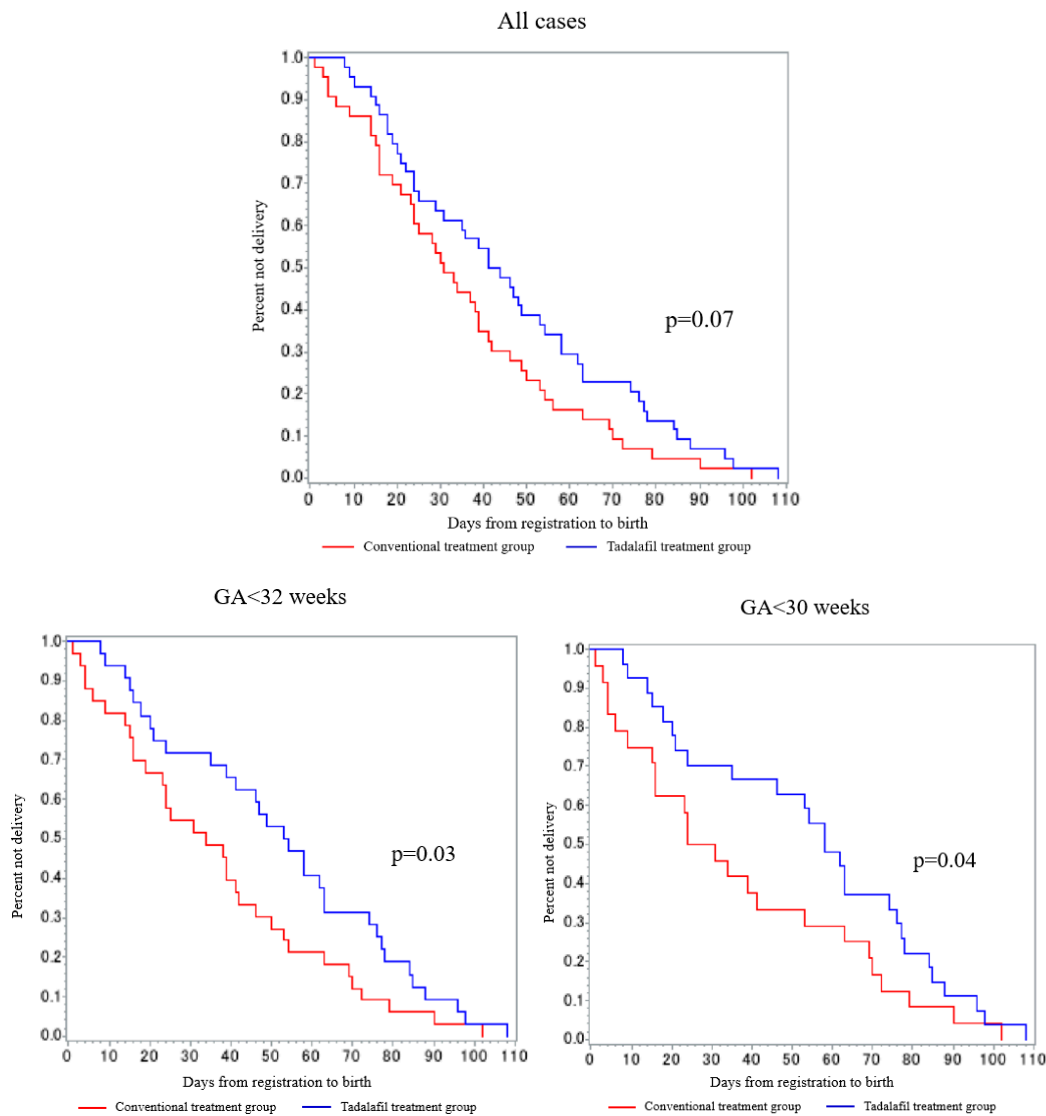 All cases
Percent not delivery
1.0
0.9
0.8
0.7
0.6
0.5
0.4
0.3
0.2
0.1
0.0
p=0.07
0 10 20 30 40 50 60 70 80 90 100 110
Days from registration to birth
Conventional treatment group Tadalafil treatment group
GA<32 weeks
Percent not delivery
1.0
0.9
0.8
0.7
0.6
0.5
0.4
0.3
0.2
0.1
0.0
p=0.03
0 10 20 30 40 50 60 70 80 90 100 110
Days from registration to birth
Conventional treatment group Tadalafil treatment group
GA<30 weeks
Percent not delivery
1.0
0.9
0.8
0.7
0.6
0.5
0.4
0.3
0.2
0.1
0.0
p=0.04
0 10 20 30 40 50 60 70 80 90 100 110
Days from registration to birth
Conventional treatment group Tadalafil treatment group